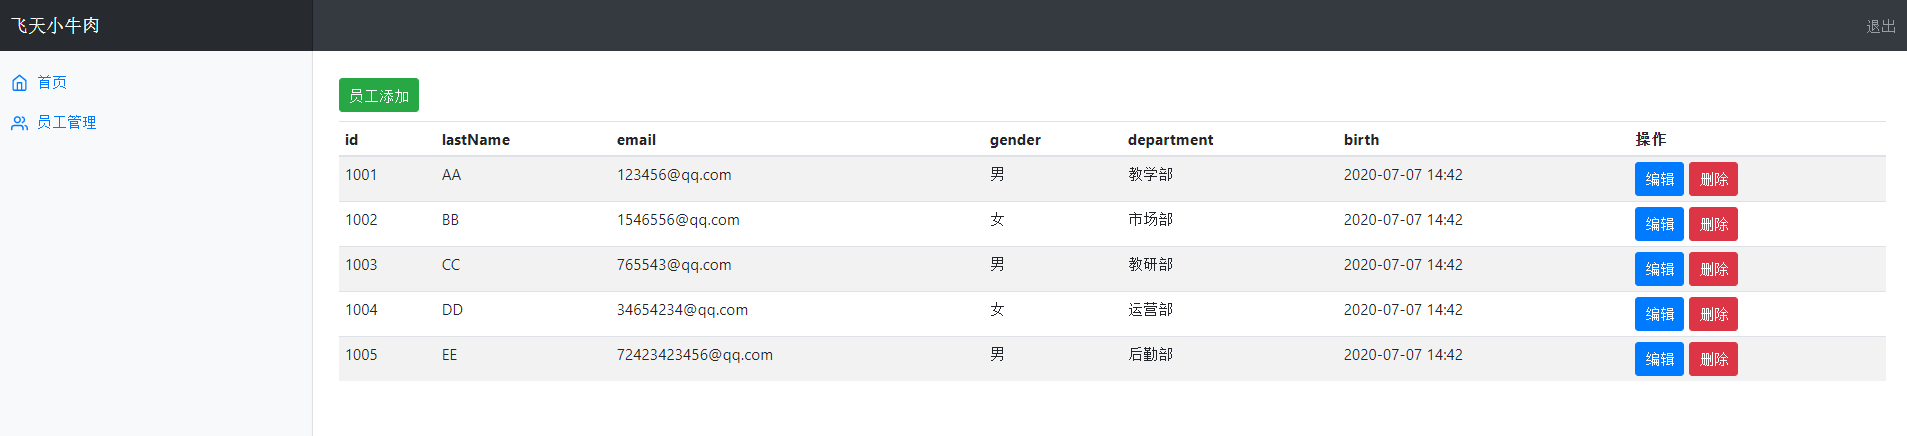 飞天小牛肉 退出
首页
员工管理
员工添加
id lastName email gender department birth 操作
1001 AA 123456@qq.com 男 教学部 2020-07-07 14:42 编辑 删除
1002 BB 1546556@qq.com 女 市场部 2020-07-07 14:42 编辑 删除
1003 CC 765543@qq.com 男 教研部 2020-07-07 14:42 编辑 删除
1004 DD 34654234@qq.com 女 运营部 2020-07-07 14:42 编辑 删除
1005 EE 72423423456@qq.com 男 后勤部 2020-07-07 14:42 编辑 删除